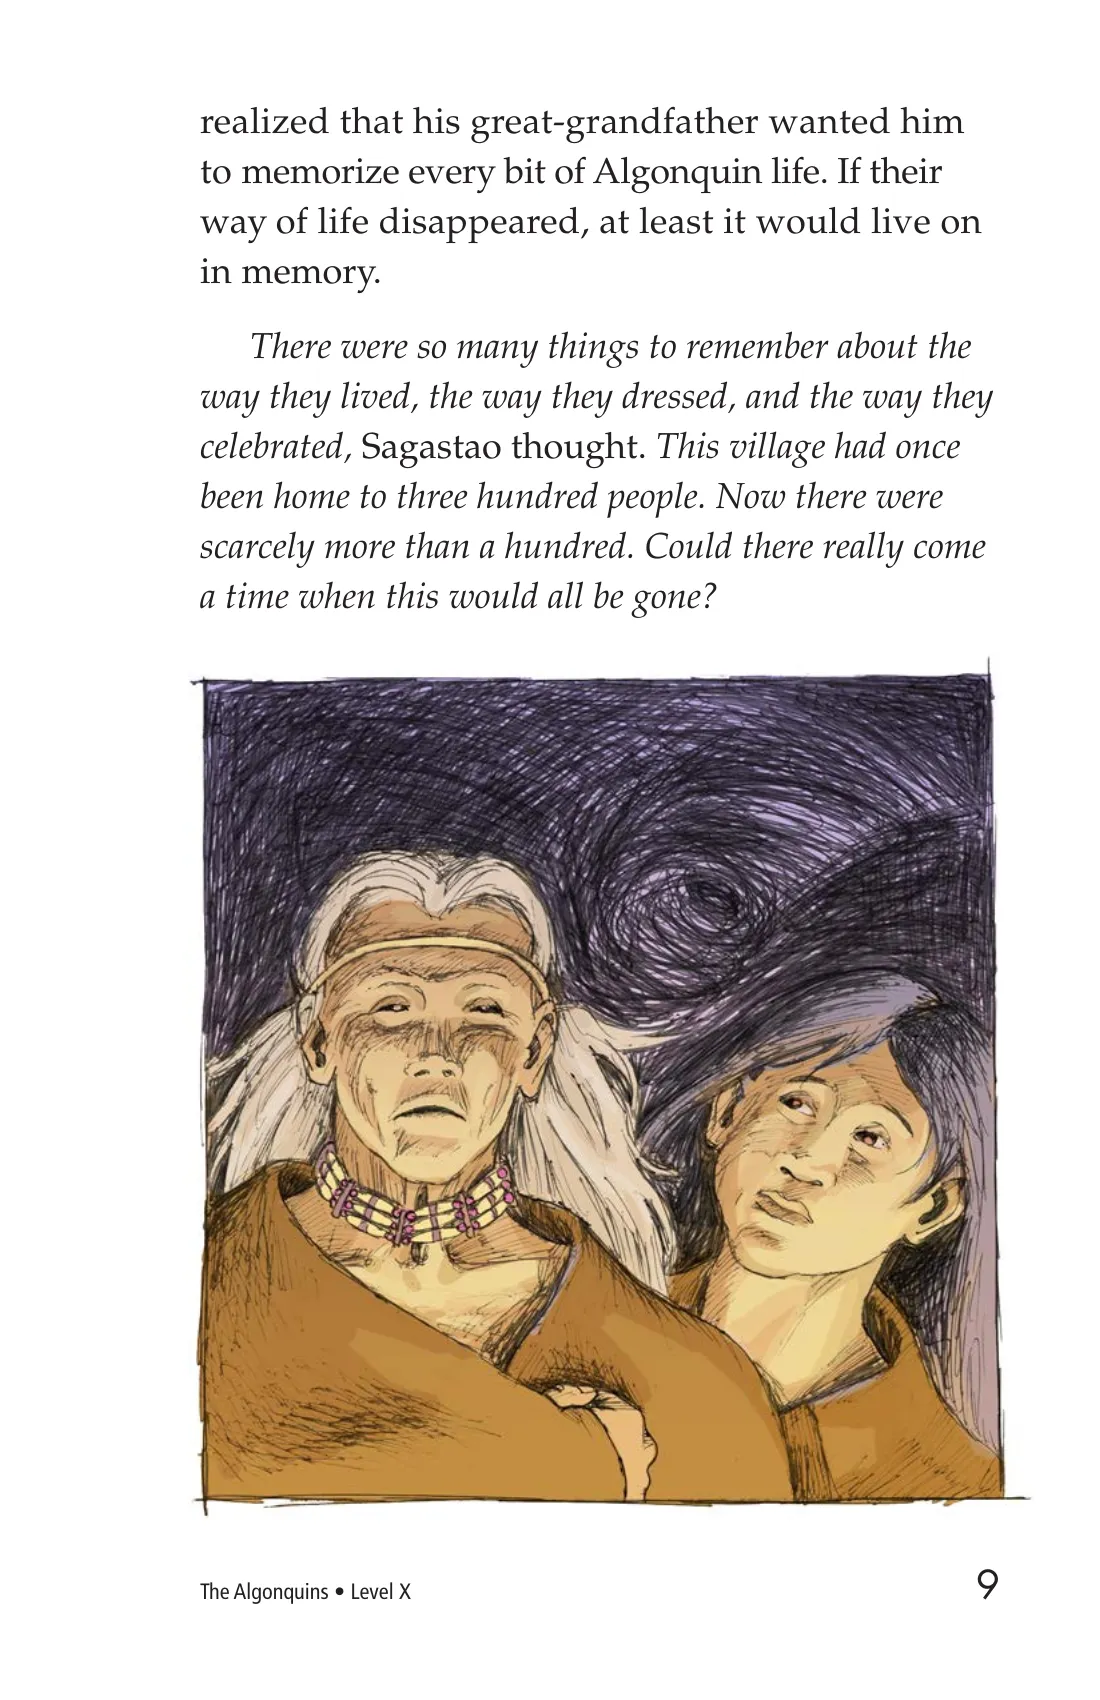 realized that his great-grandfather wanted him
to memorize every bit of Algonquin life. If their
way of life disappeared, at least it would live on
in memory.
There were so many things to remember about the
way they lived, the way they dressed, and the way they
celebrated, Sagastao thought. This village had once
been home to three hundred people. Now there were
scarcely more than a hundred. Could there really come
a time when this would all be gone?
The Algonquins • Level X
9